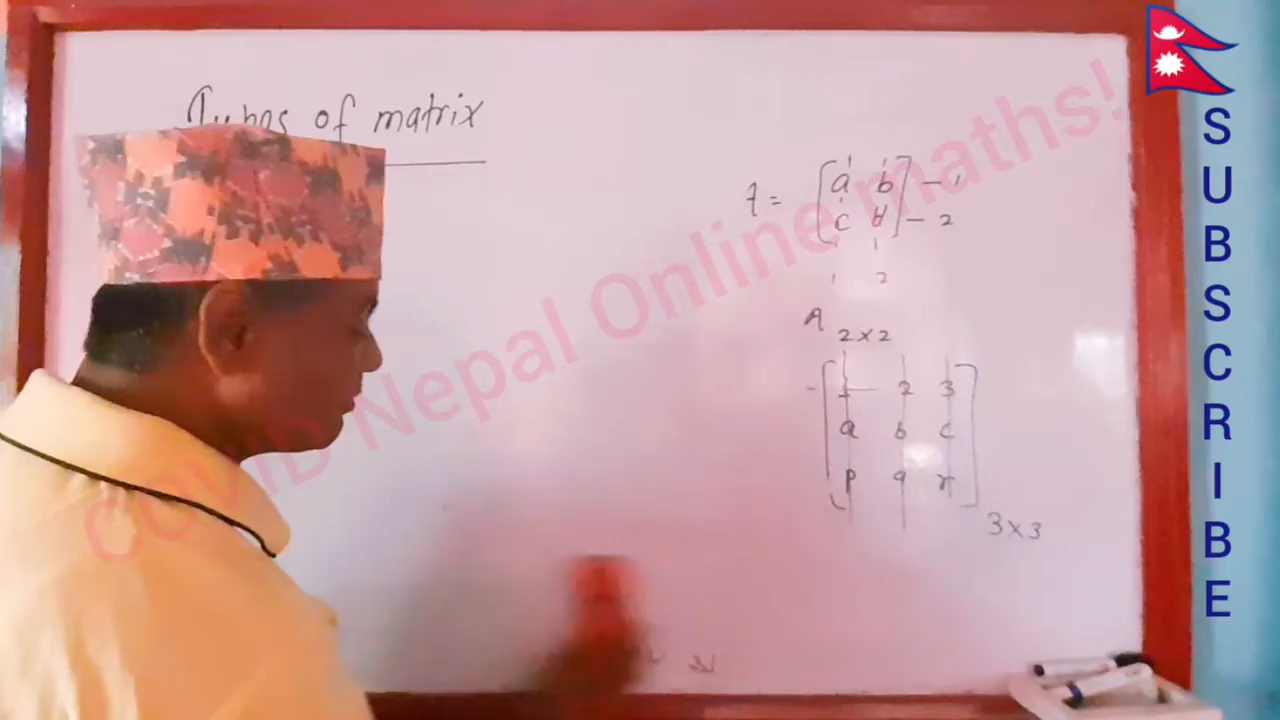 Types of matrix
A = [a b] - 1
[c d] - 2
1 2
A 2×2
[1 2 3]
[a b c]
[p q r] 3×3
COVID Nepal Online maths!
SUBSCRIBE